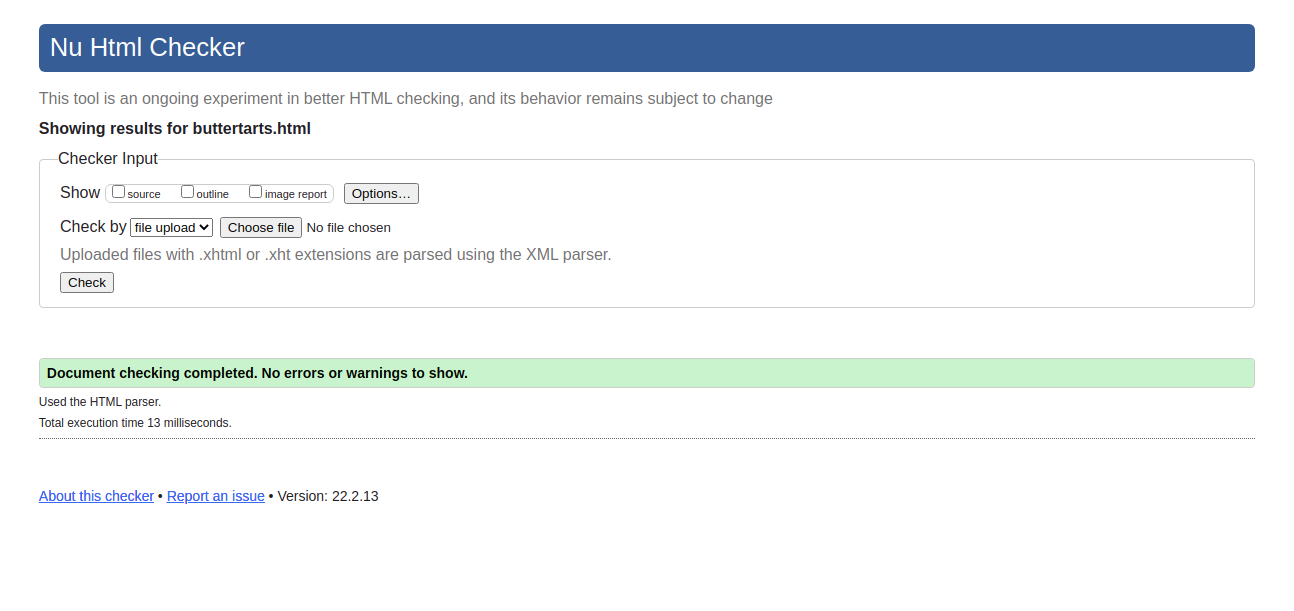 Nu Html Checker
This tool is an ongoing experiment in better HTML checking, and its behavior remains subject to change
Showing results for buttertarts.html
Checker Input
Show source outline image report Options…
Check by file upload Choose file No file chosen
Uploaded files with .xhtml or .xht extensions are parsed using the XML parser.
Check
Document checking completed. No errors or warnings to show.
Used the HTML parser.
Total execution time 13 milliseconds.
About this checker • Report an issue • Version: 22.2.13